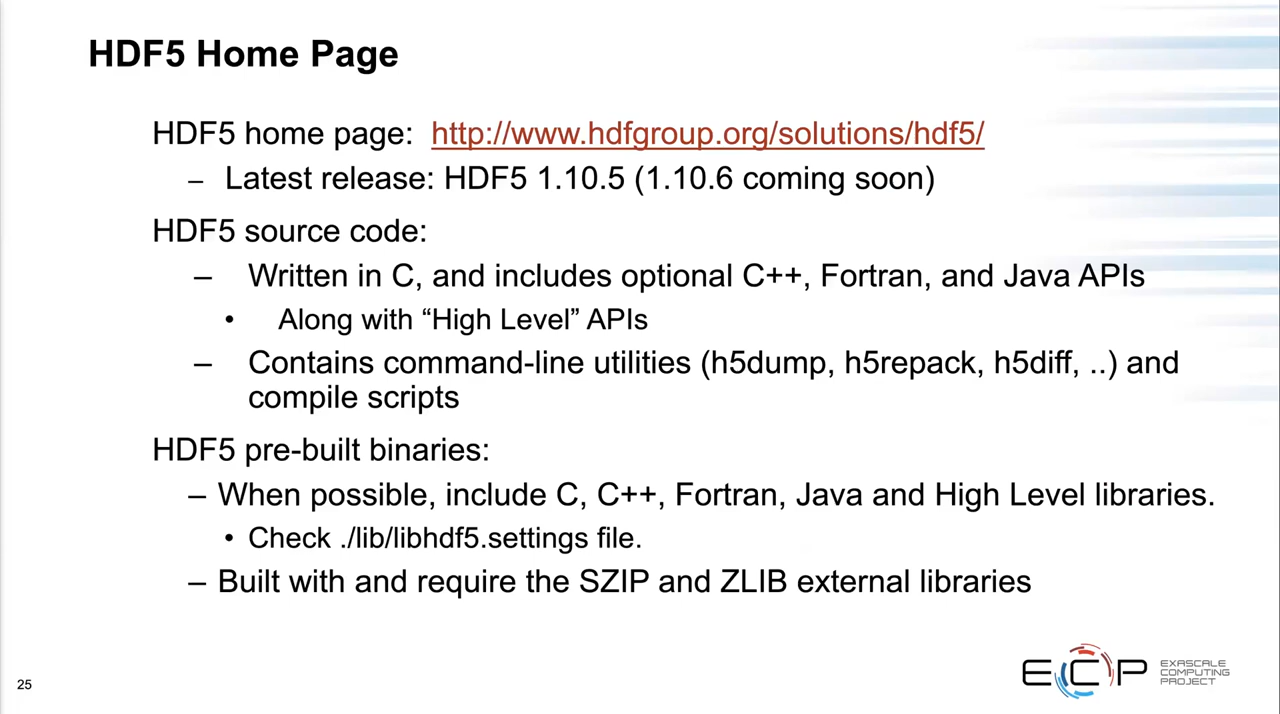 HDF5 Home Page
HDF5 home page: http://www.hdfgroup.org/solutions/hdf5/
– Latest release: HDF5 1.10.5 (1.10.6 coming soon)
HDF5 source code:
– Written in C, and includes optional C++, Fortran, and Java APIs
• Along with “High Level” APIs
– Contains command-line utilities (h5dump, h5repack, h5diff, ..) and
compile scripts
HDF5 pre-built binaries:
– When possible, include C, C++, Fortran, Java and High Level libraries.
• Check ./lib/libhdf5.settings file.
– Built with and require the SZIP and ZLIB external libraries
25
ECP
EXASCALE
COMPUTING
PROJECT